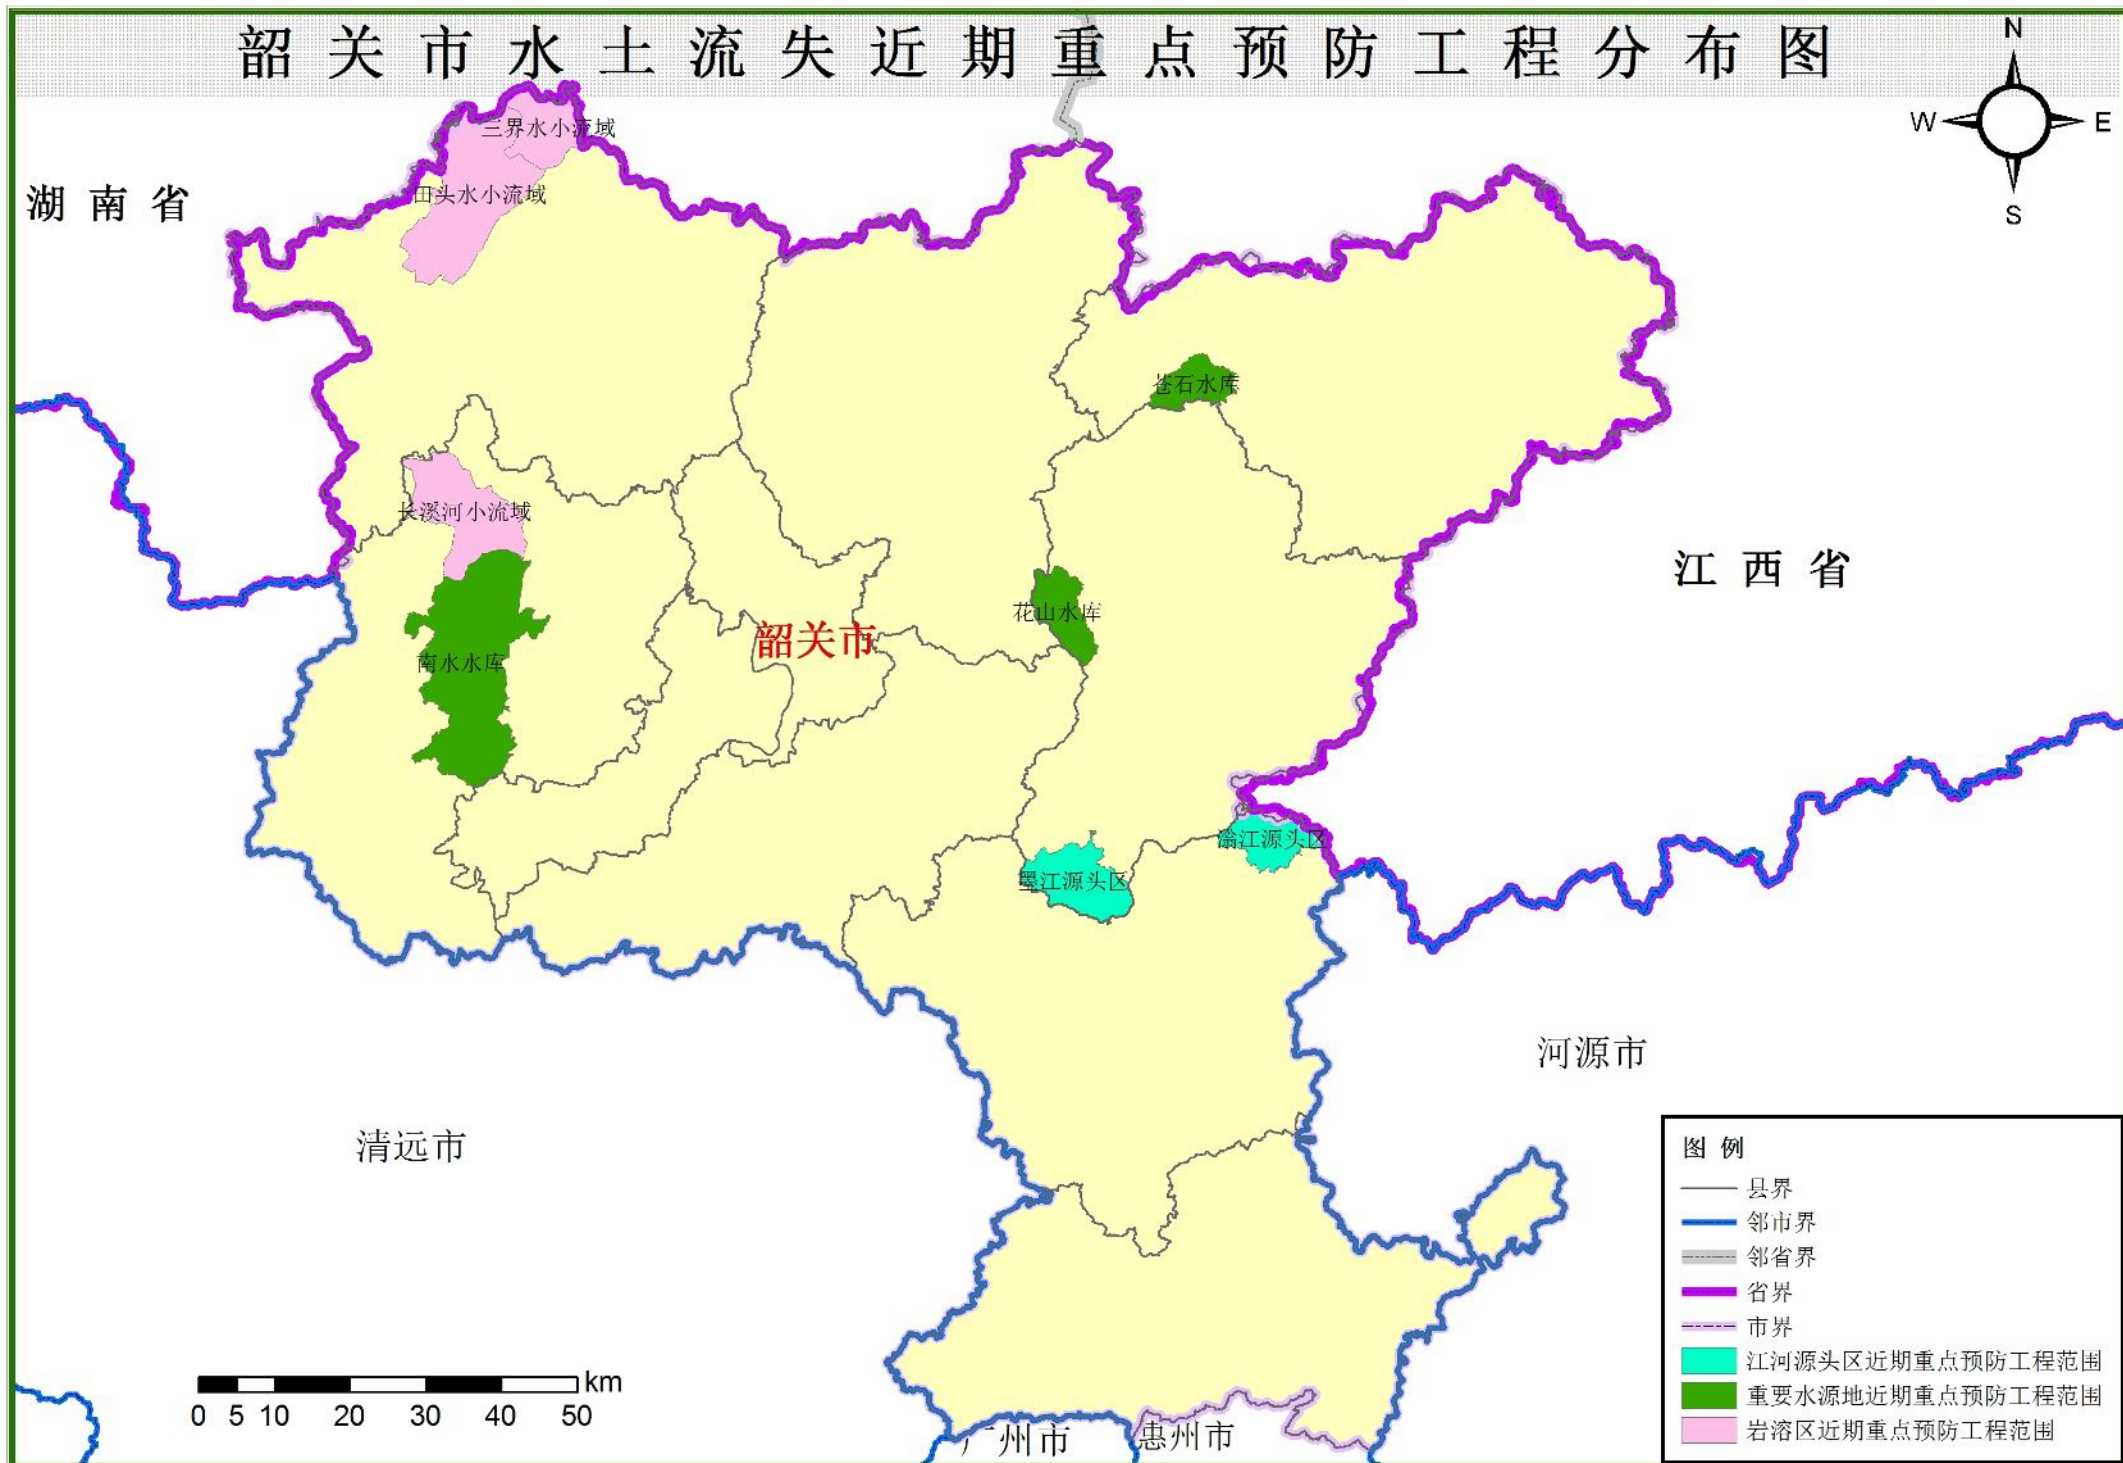 韶关市水土流失近期重点预防工程分布图
N
W
E
S
三界水小流域
湖南省
田头水小流域
苍石水库
长溪河小流域
江西省
花山水库
韶关市
南水水库
滃江源头区
墨江源头区
河源市
清远市
图例
县界
邻市界
邻省界
省界
市界
江河源头区近期重点预防工程范围
重要水源地近期重点预防工程范围
岩溶区近期重点预防工程范围
km
0 5 10 20 30 40 50
广州市
惠州市